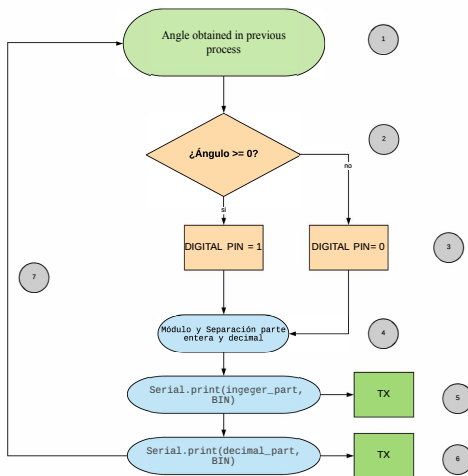 Angle obtained in previous
process
1
¿Ángulo >= 0?
2
no
si
DIGITAL PIN = 1
DIGITAL PIN= 0
3
7
Módulo y Separación parte
entera y decimal
4
Serial.print(ingeger_part,
BIN)
TX
5
Serial.print(decimal_part,
BIN)
TX
6